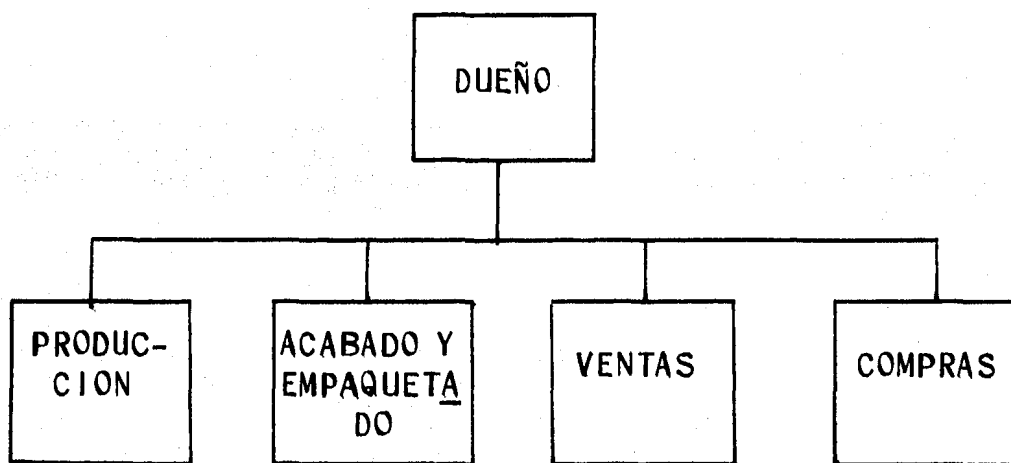 DUEÑO
PRODUC-
CION
ACABADO Y
EMPAQUETA
DO
VENTAS
COMPRAS